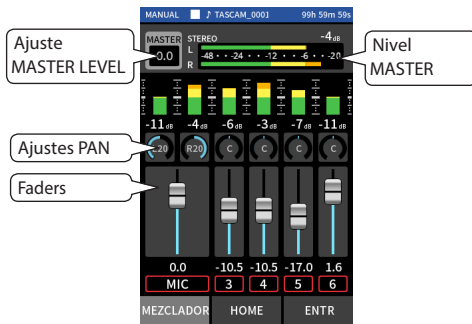 MANUAL ♪ TASCAM_0001 99h 59m 59s
Ajuste
MASTER LEVEL
MASTER
0.0
STEREO -4dB
L
-48 · · -24 · · -12 · · -6 · · -20
R
Nivel
MASTER
-11dB -4dB -6dB -3dB -7dB -11dB
Ajustes PAN
L20 R20 C C C C
Faders
0.0 -10.5 -10.5 -17.0 1.6
MIC 3 4 5 6
MEZCLADOR HOME ENTR